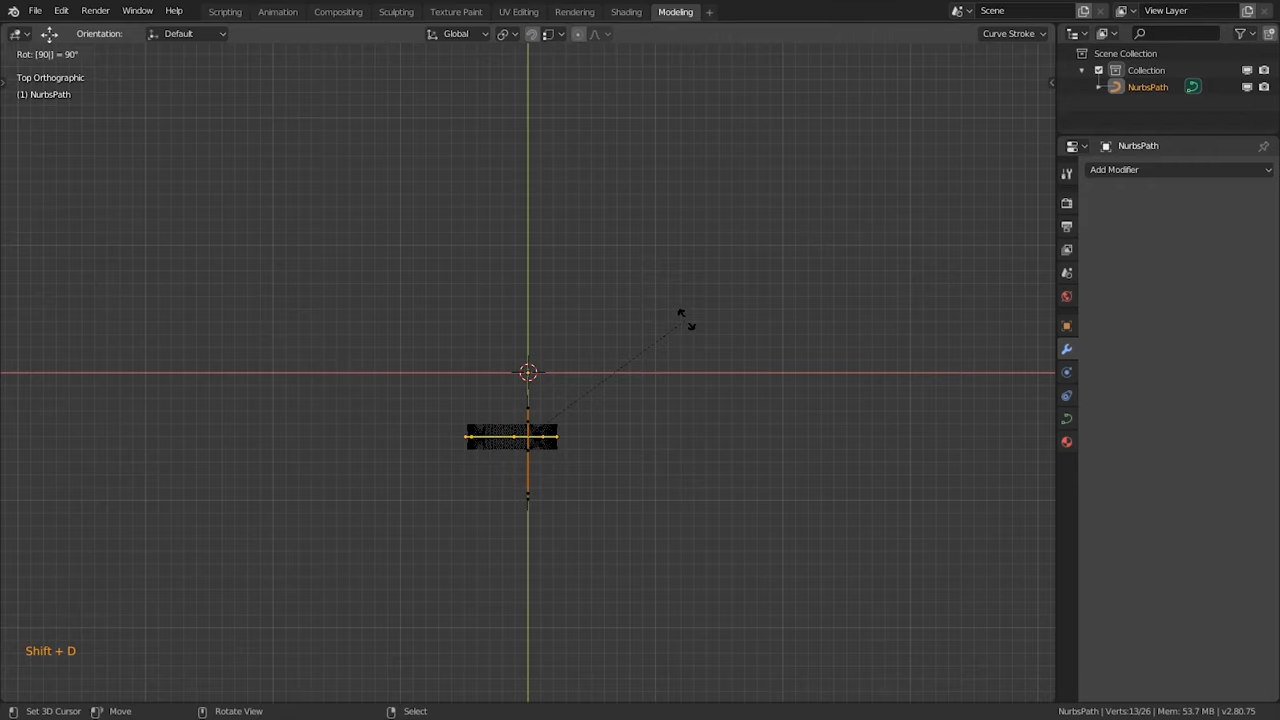 File Edit Render Window Help Scripting Animation Compositing Sculpting Texture Paint UV Editing Rendering Shading Modeling + Scene View Layer
Orientation: Default Global Curve Stroke
Rot: [90|] = 90°
Top Orthographic
(1) NurbsPath
Scene Collection
Collection
NurbsPath
NurbsPath
Add Modifier
Shift + D
Set 3D Cursor Move Rotate View Select NurbsPath | Verts:13/26 | Mem: 53.7 MB | v2.80.75